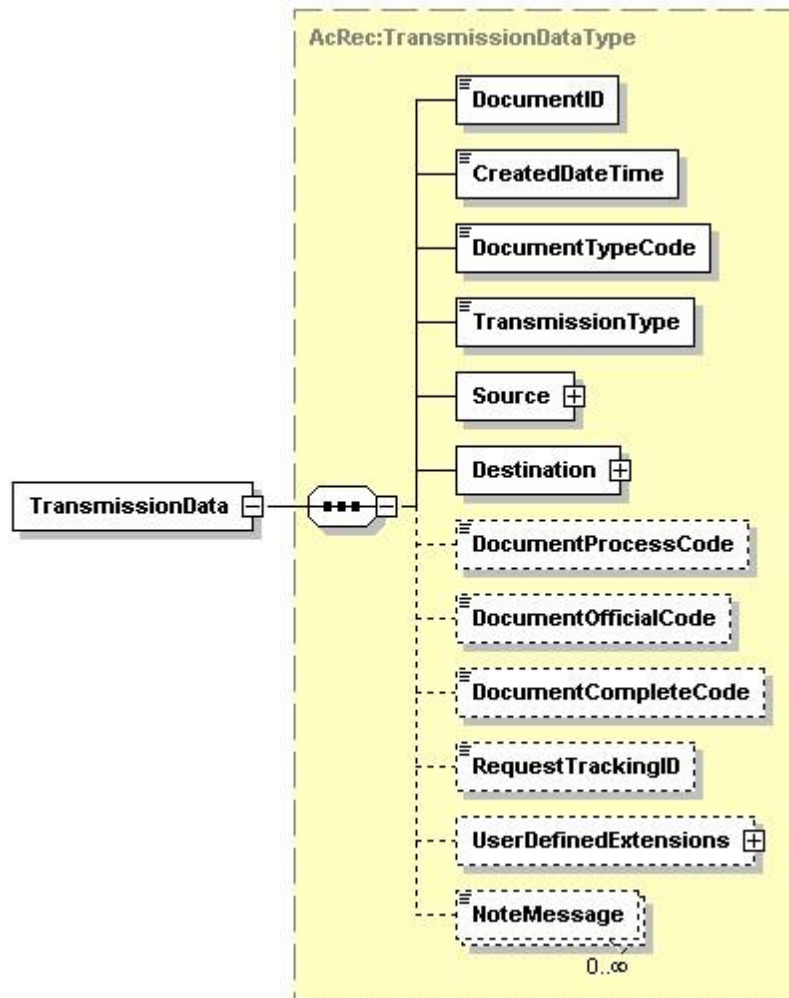 AcRec:TransmissionDataType
DocumentID
CreatedDateTime
DocumentTypeCode
TransmissionType
Source
Destination
TransmissionData
DocumentProcessCode
DocumentOfficialCode
DocumentCompleteCode
RequestTrackingID
UserDefinedExtensions
NoteMessage
0..∞